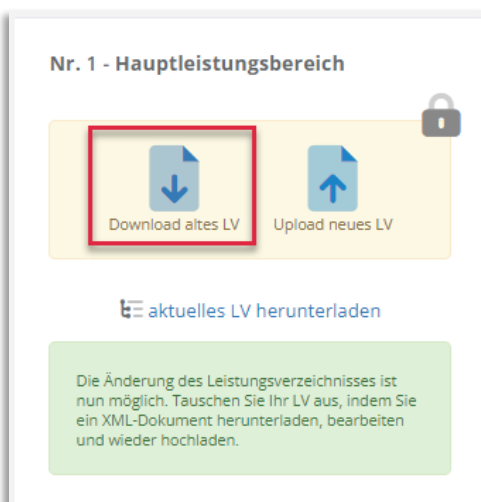 Nr. 1 - Hauptleistungsbereich
Download altes LV
Upload neues LV
aktuelles LV herunterladen
Die Änderung des Leistungsverzeichnisses ist
nun möglich. Tauschen Sie Ihr LV aus, indem Sie
ein XML-Dokument herunterladen, bearbeiten
und wieder hochladen.